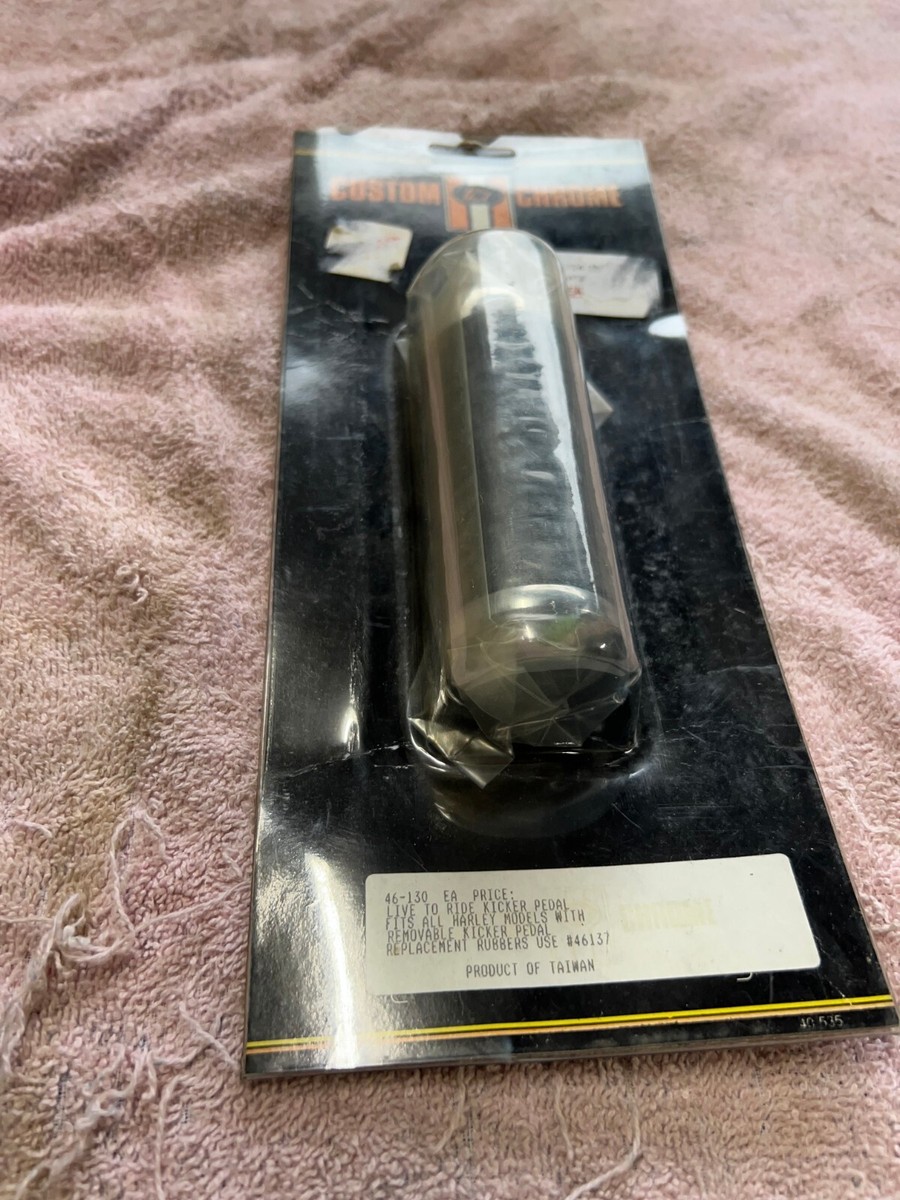 CUSTOM CHROME
46-130 EA PRICE:
LIVE TO RIDE KICKER PEDAL
FITS ALL HARLEY MODELS WITH
REMOVABLE KICKER PEDAL
REPLACEMENT RUBBERS USE #46137
PRODUCT OF TAIWAN
40 535